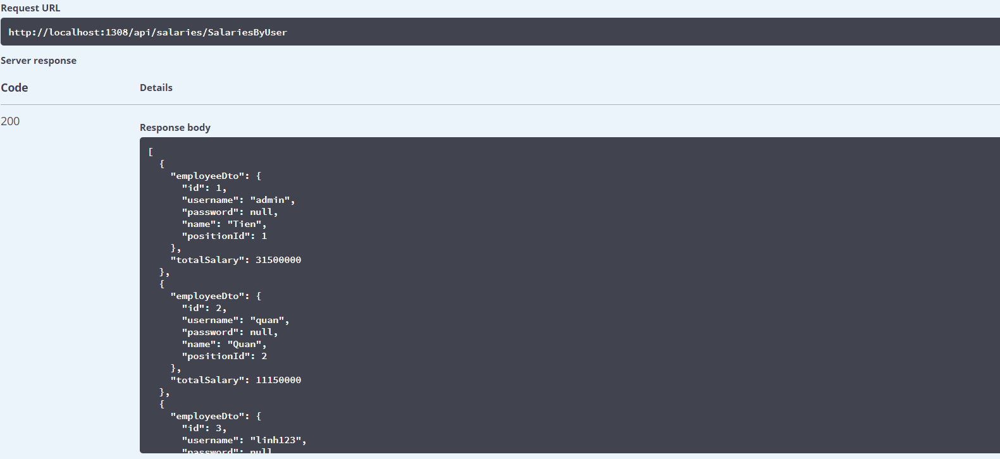 Request URL
http://localhost:1308/api/salaries/SalariesByUser
Server response
Code Details
200
Response body
[
  {
    "employeeDto": {
      "id": 1,
      "username": "admin",
      "password": null,
      "name": "Tien",
      "positionId": 1
    },
    "totalSalary": 31500000
  },
  {
    "employeeDto": {
      "id": 2,
      "username": "quan",
      "password": null,
      "name": "Quan",
      "positionId": 2
    },
    "totalSalary": 11150000
  },
  {
    "employeeDto": {
      "id": 3,
      "username": "linh123",
      "password": null